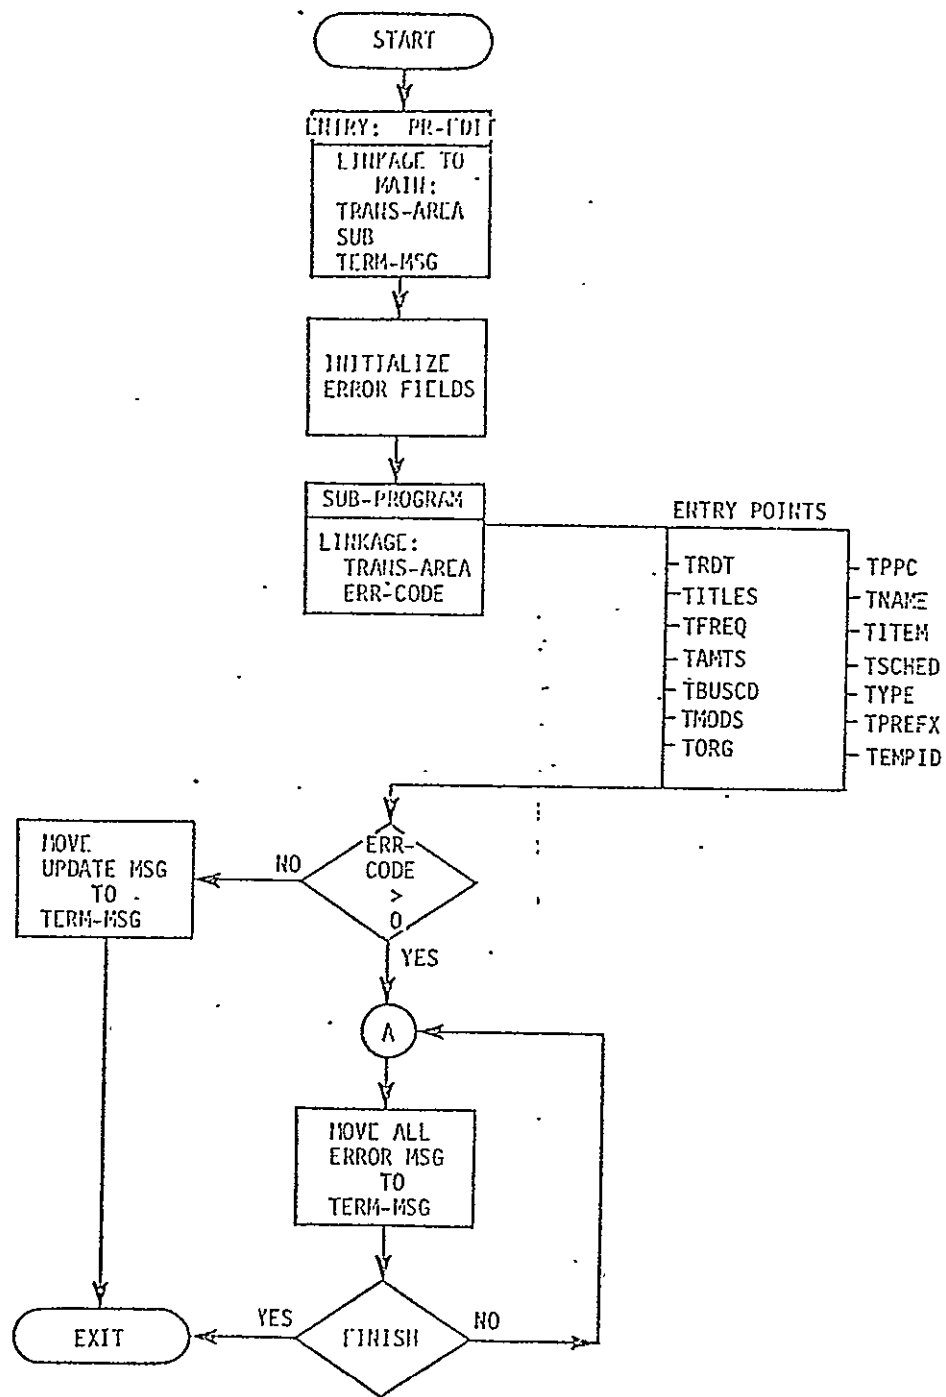 START
ENTRY: PR-EDIT
LINKAGE TO
MAIN:
TRANS-AREA
SUB
TERM-MSG
INITIALIZE
ERROR FIELDS
SUB-PROGRAM
LINKAGE:
TRANS-AREA
ERR-CODE
ENTRY POINTS
TRDT
TITLES
TFREQ
TAMTS
TBUSCD
TMODS
TORG
TPPC
TNAME
TITEM
TSCHED
TYPE
TPREFX
TEMPID
ERR-
CODE
>
0
NO
MOVE
UPDATE MSG
TO
TERM-MSG
YES
A
MOVE ALL
ERROR MSG
TO
TERM-MSG
FINISH
YES
NO
EXIT